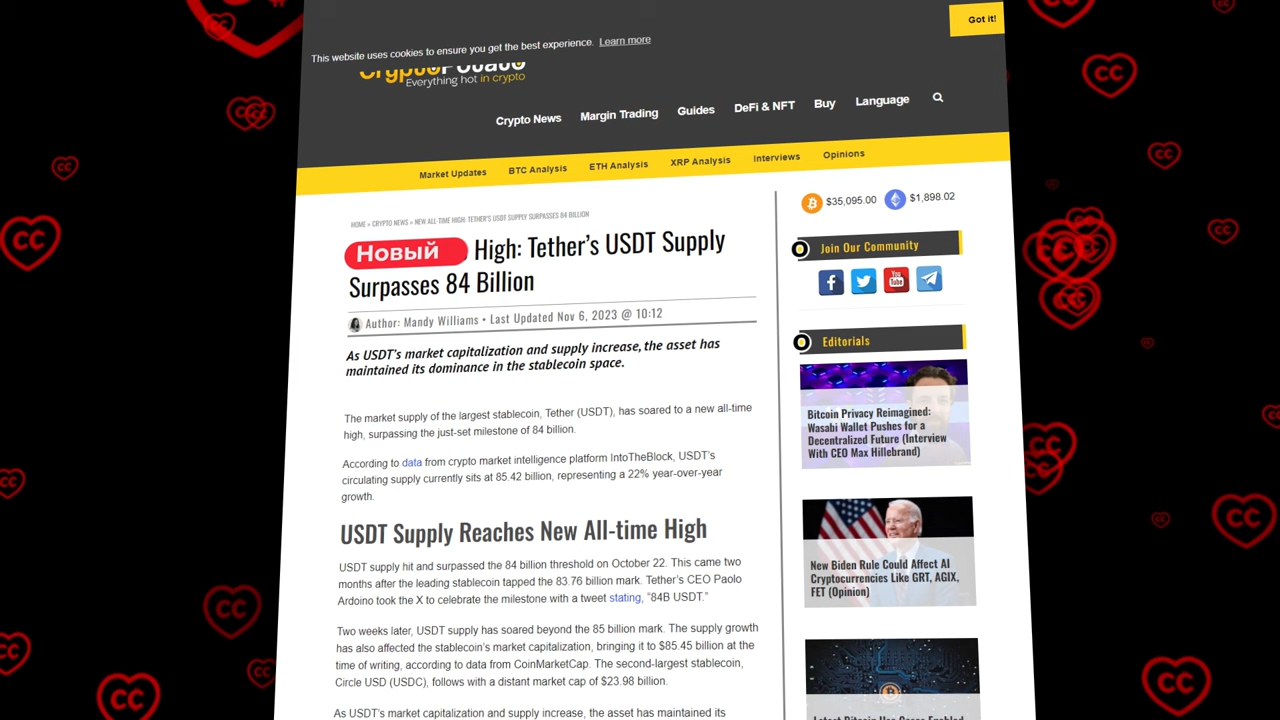 This website uses cookies to ensure you get the best experience. Learn more
Got it!
CryptoPotato
Everything hot in crypto
Crypto News Margin Trading Guides DeFi & NFT Buy Language
Market Updates BTC Analysis ETH Analysis XRP Analysis Interviews Opinions
HOME » CRYPTO NEWS » NEW ALL-TIME HIGH: TETHER'S USDT SUPPLY SURPASSES 84 BILLION
Новый High: Tether's USDT Supply
Surpasses 84 Billion
Author: Mandy Williams • Last Updated Nov 6, 2023 @ 10:12
As USDT's market capitalization and supply increase, the asset has
maintained its dominance in the stablecoin space.
The market supply of the largest stablecoin, Tether (USDT), has soared to a new all-time
high, surpassing the just-set milestone of 84 billion.
According to data from crypto market intelligence platform IntoTheBlock, USDT's
circulating supply currently sits at 85.42 billion, representing a 22% year-over-year
growth.
USDT Supply Reaches New All-time High
USDT supply hit and surpassed the 84 billion threshold on October 22. This came two
months after the leading stablecoin tapped the 83.76 billion mark. Tether's CEO Paolo
Ardoino took the X to celebrate the milestone with a tweet stating, "84B USDT."
Two weeks later, USDT supply has soared beyond the 85 billion mark. The supply growth
has also affected the stablecoin's market capitalization, bringing it to $85.45 billion at the
time of writing, according to data from CoinMarketCap. The second-largest stablecoin,
Circle USD (USDC), follows with a distant market cap of $23.98 billion.
As USDT's market capitalization and supply increase, the asset has maintained its
$35,095.00 $1,898.02
Join Our Community
You
Tube
Editorials
Bitcoin Privacy Reimagined:
Wasabi Wallet Pushes for a
Decentralized Future (Interview
With CEO Max Hillebrand)
New Biden Rule Could Affect AI
Cryptocurrencies Like GRT, AGIX,
FET (Opinion)
CC
CC
CC
CC
CC
CC
CC
CC
CC
CC